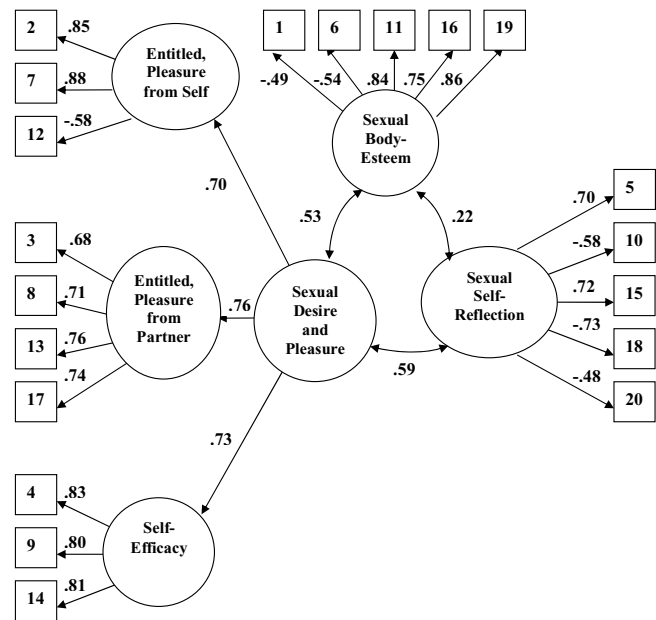 2
7
12
.85
.88
-.58
Entitled,
Pleasure
from Self
1
6
11
16
19
-.49
-.54
.84
.75
.86
Sexual
Body-
Esteem
.70
.53
.22
3
8
13
17
.68
.71
.76
.74
Entitled,
Pleasure
from
Partner
.76
Sexual
Desire
and
Pleasure
.59
Sexual
Self-
Reflection
.70
-.58
.72
-.73
-.48
5
10
15
18
20
.73
4
9
14
.83
.80
.81
Self-
Efficacy